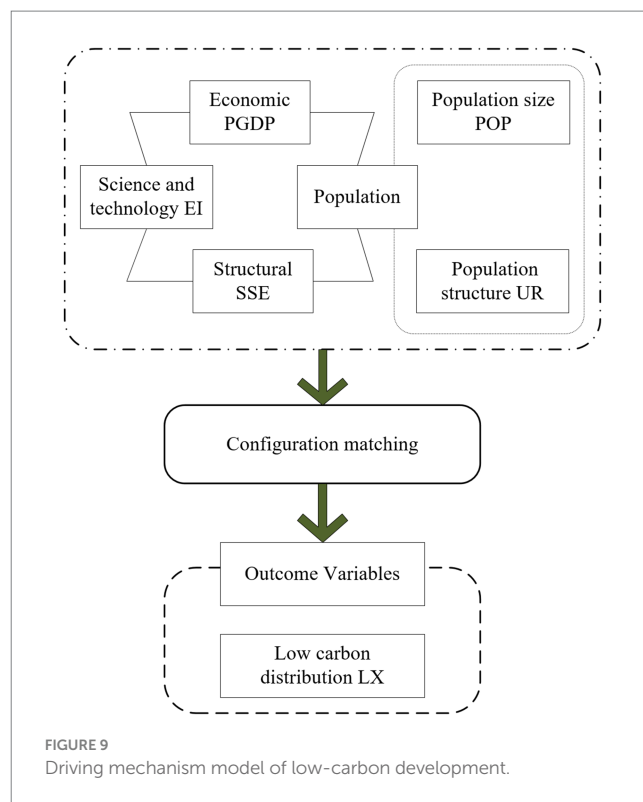 Economic
PGDP
Population size
POP
Science and
technology EI
Population
Structural
SSE
Population
structure UR
Configuration matching
Outcome Variables
Low carbon
distribution LX
FIGURE 9
Driving mechanism model of low-carbon development.